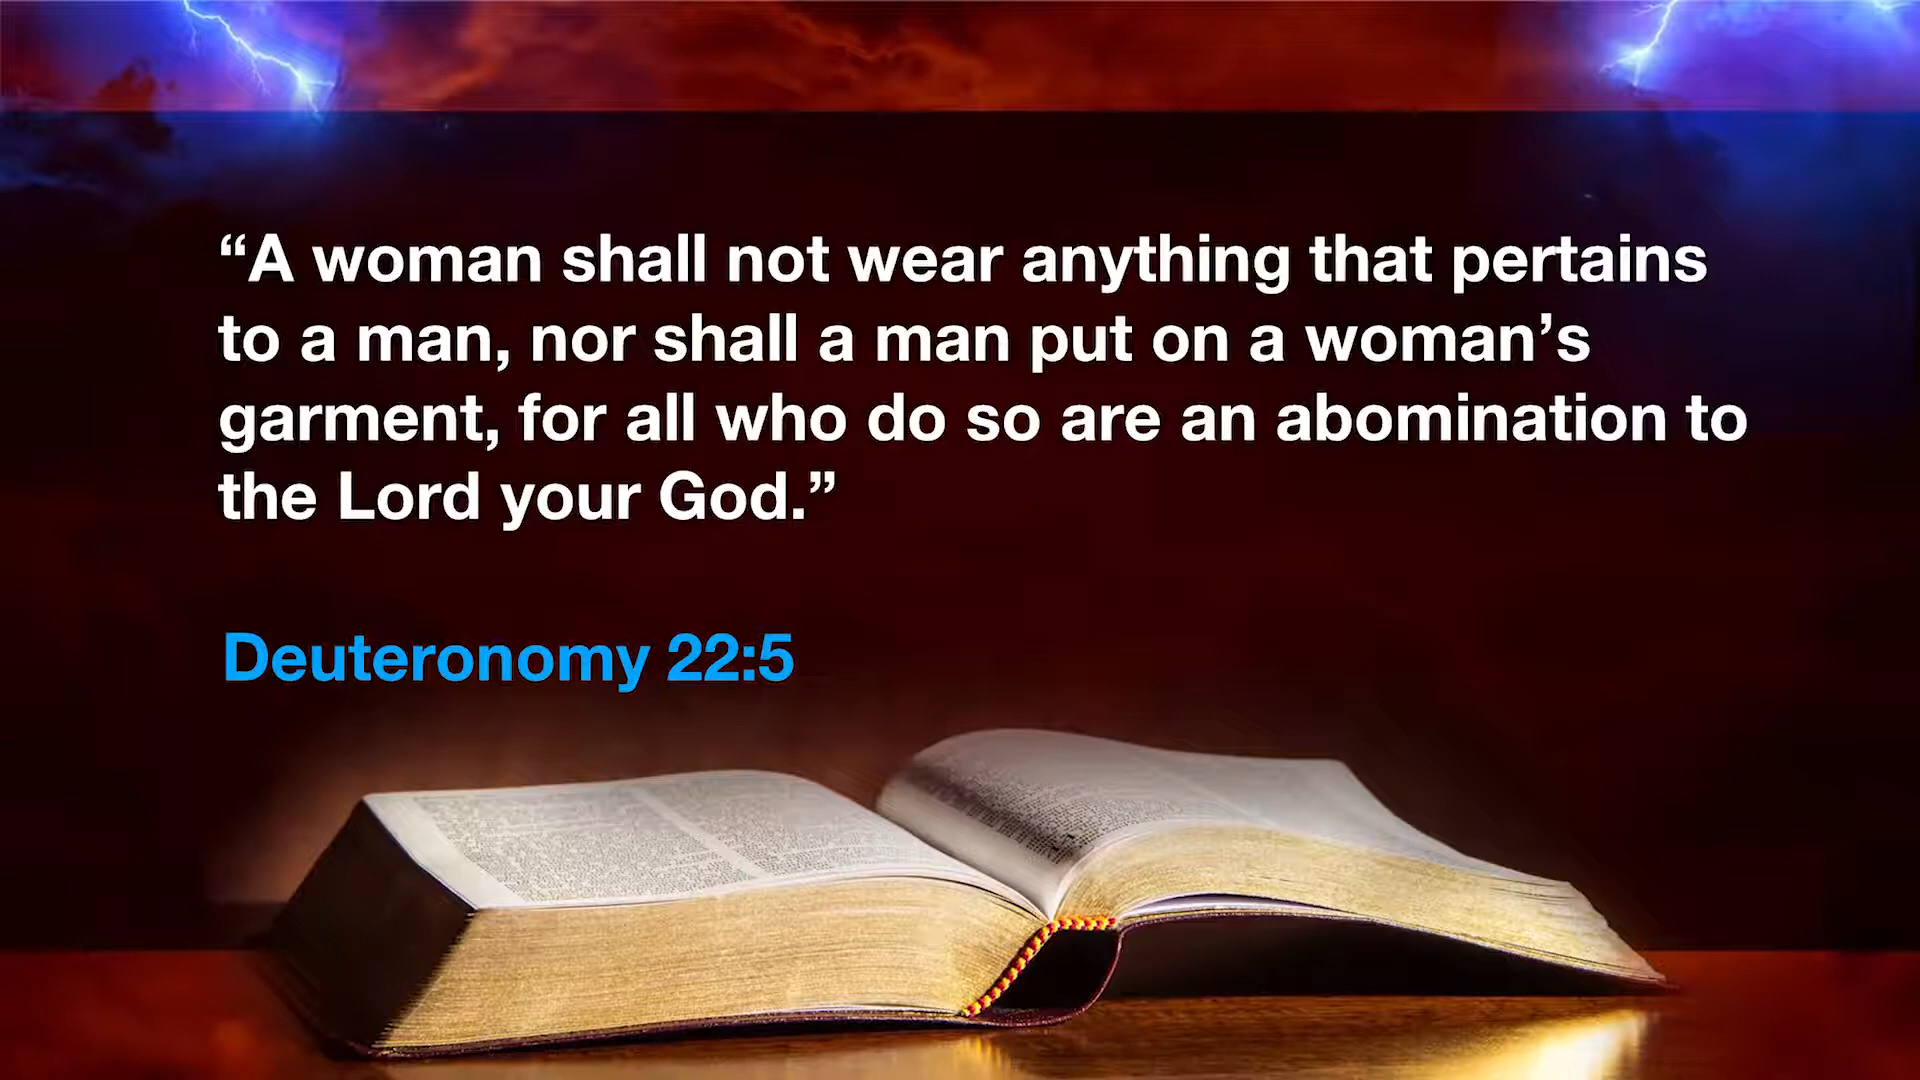 “A woman shall not wear anything that pertains
to a man, nor shall a man put on a woman’s
garment, for all who do so are an abomination to
the Lord your God.”
Deuteronomy 22:5